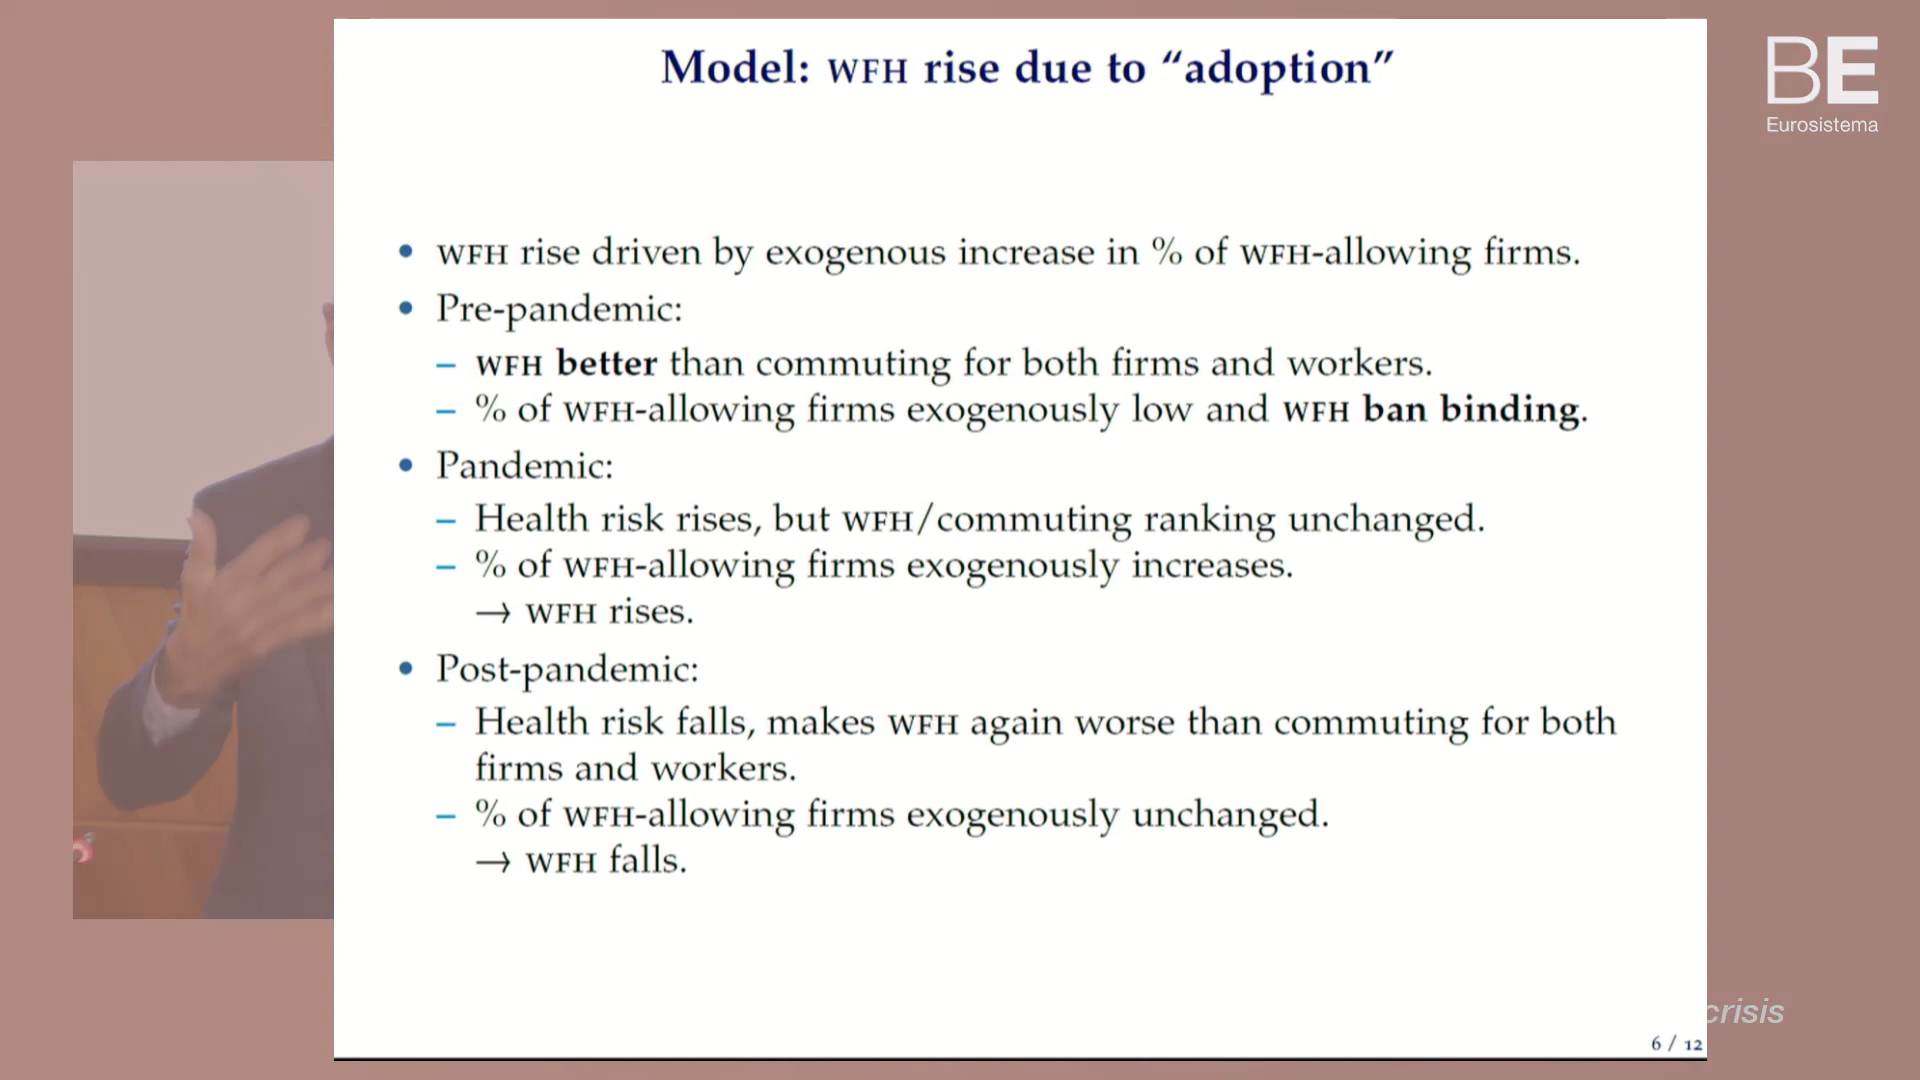 Model: WFH rise due to “adoption”
BE
Eurosistema
• WFH rise driven by exogenous increase in % of WFH-allowing firms.
• Pre-pandemic:
– WFH better than commuting for both firms and workers.
– % of WFH-allowing firms exogenously low and WFH ban binding.
• Pandemic:
– Health risk rises, but WFH/commuting ranking unchanged.
– % of WFH-allowing firms exogenously increases.
→ WFH rises.
• Post-pandemic:
– Health risk falls, makes WFH again worse than commuting for both
firms and workers.
– % of WFH-allowing firms exogenously unchanged.
→ WFH falls.
crisis
6 / 12